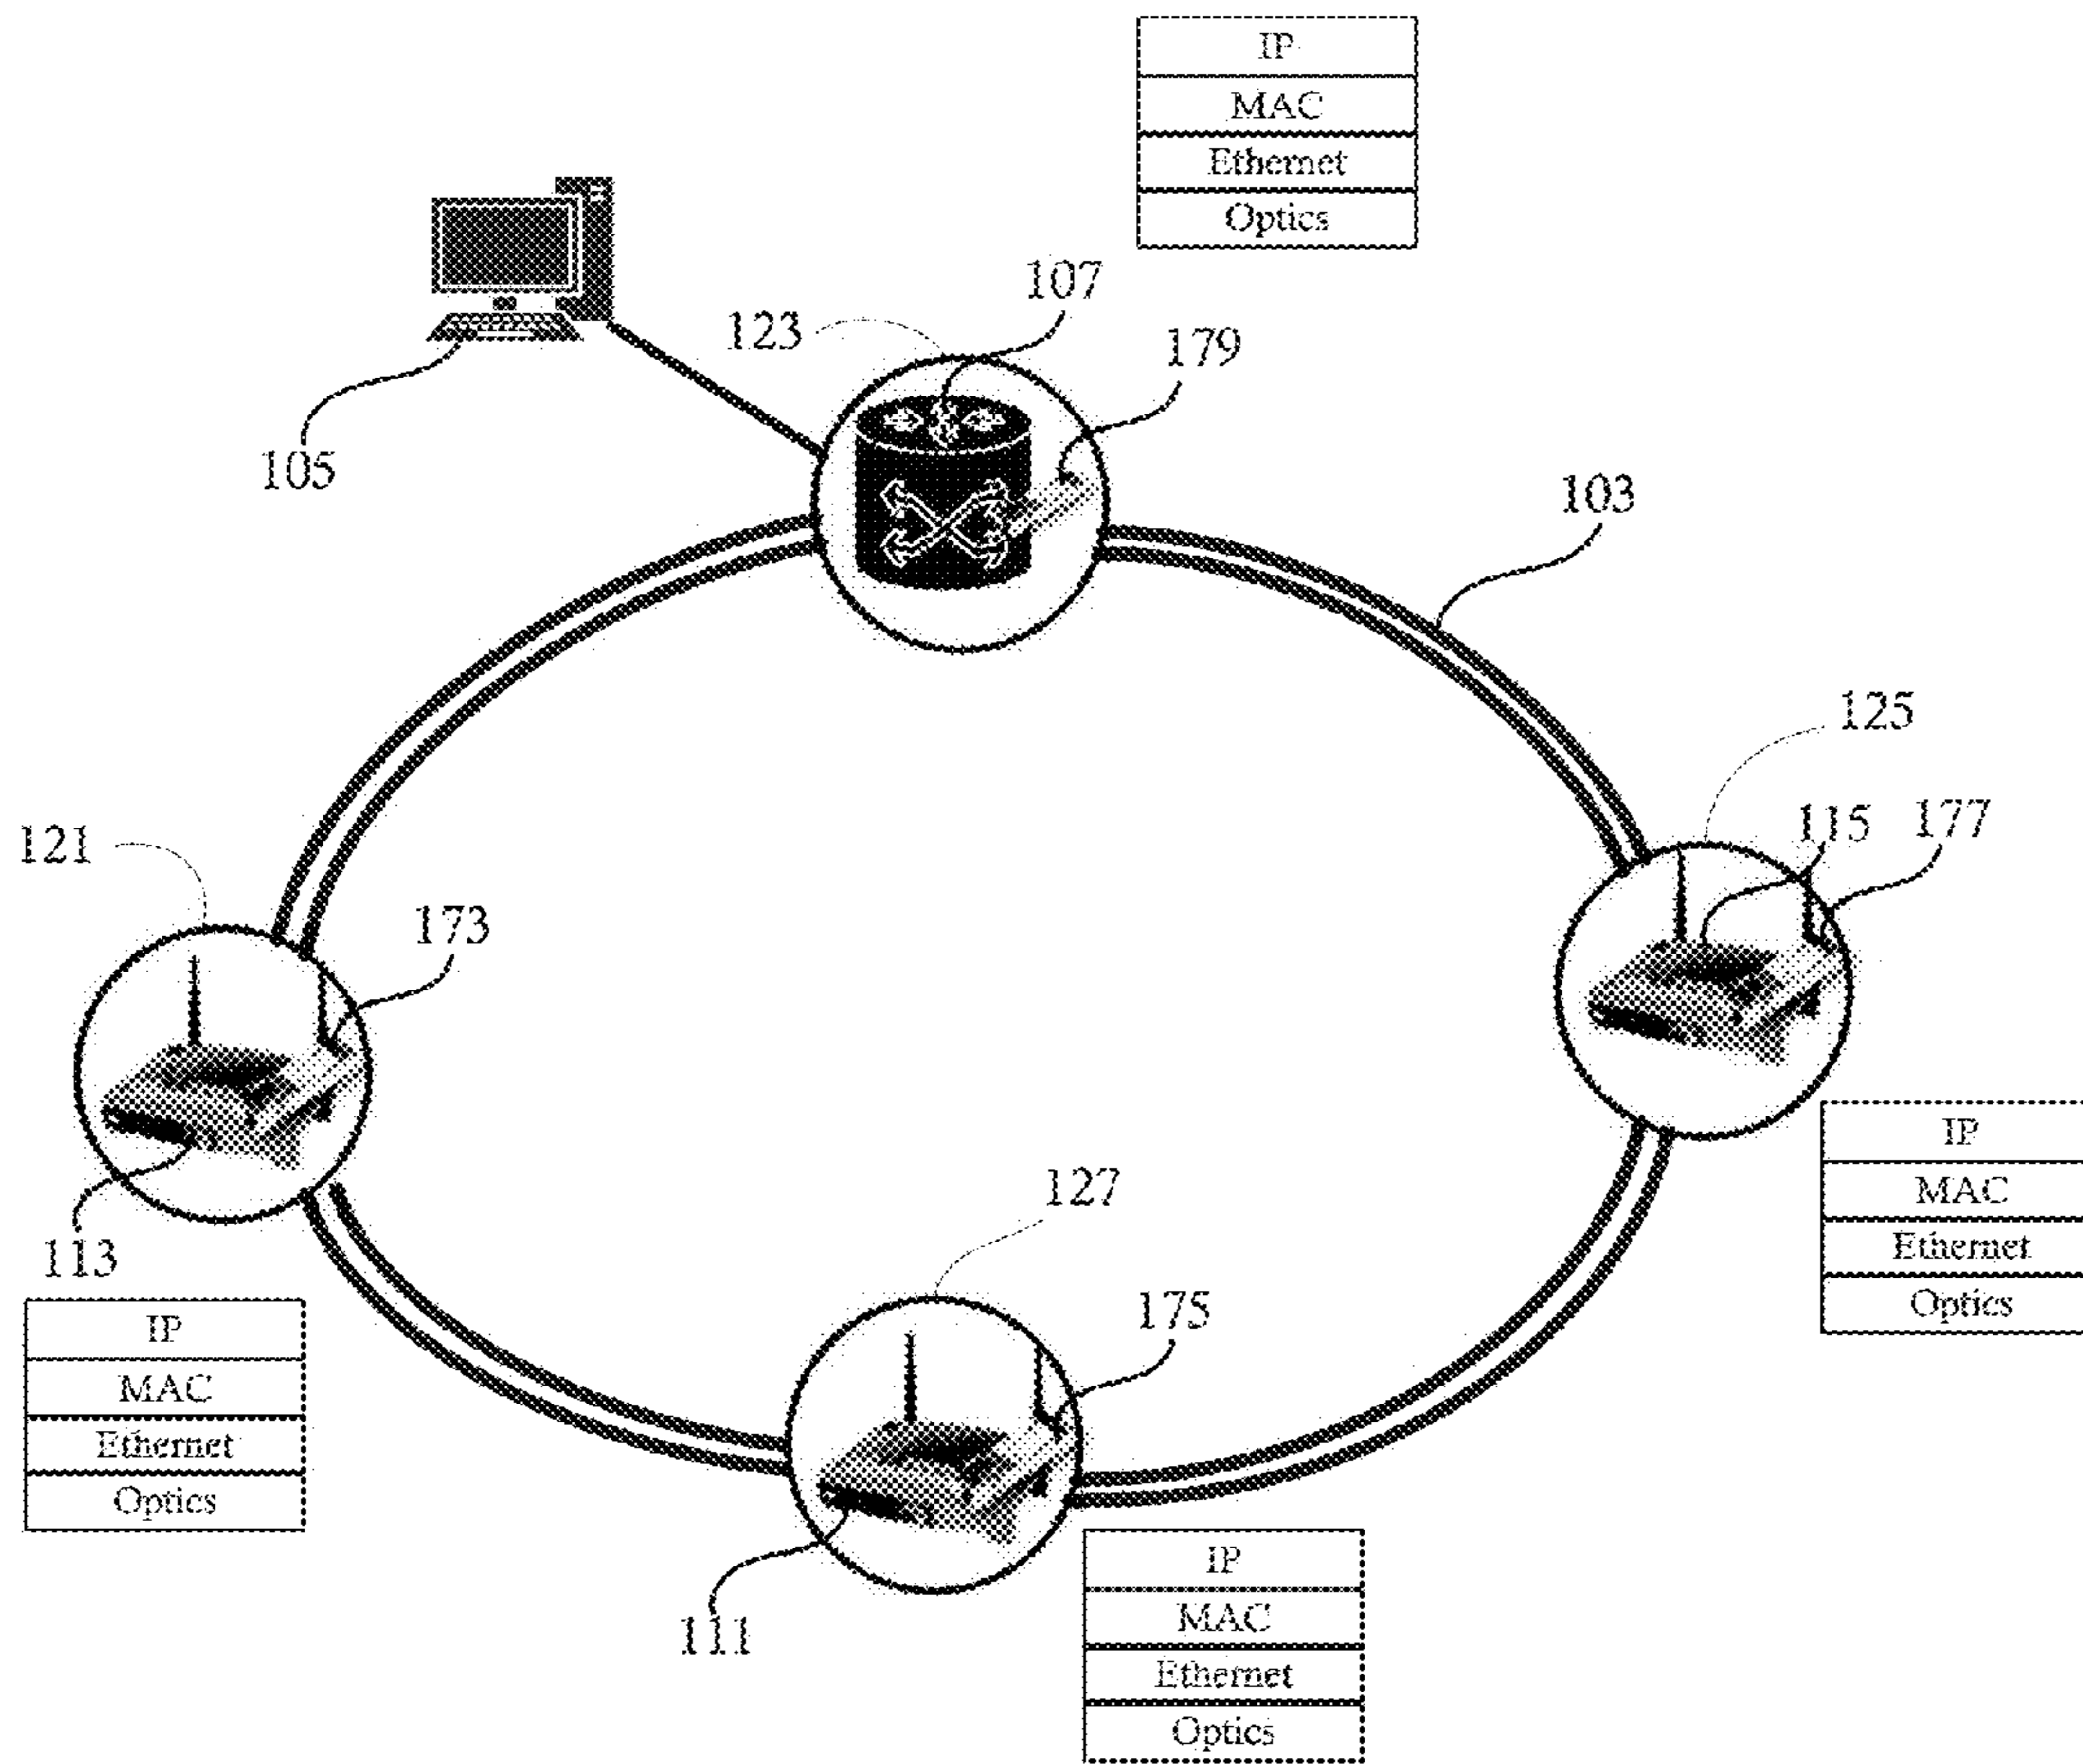 IP
MAC
Ethernet
Optics
107
123
179
105
103
125
115
177
121
173
113
127
175
111
IP
MAC
Ethernet
Optics
IP
MAC
Ethernet
Optics
IP
MAC
Ethernet
Optics